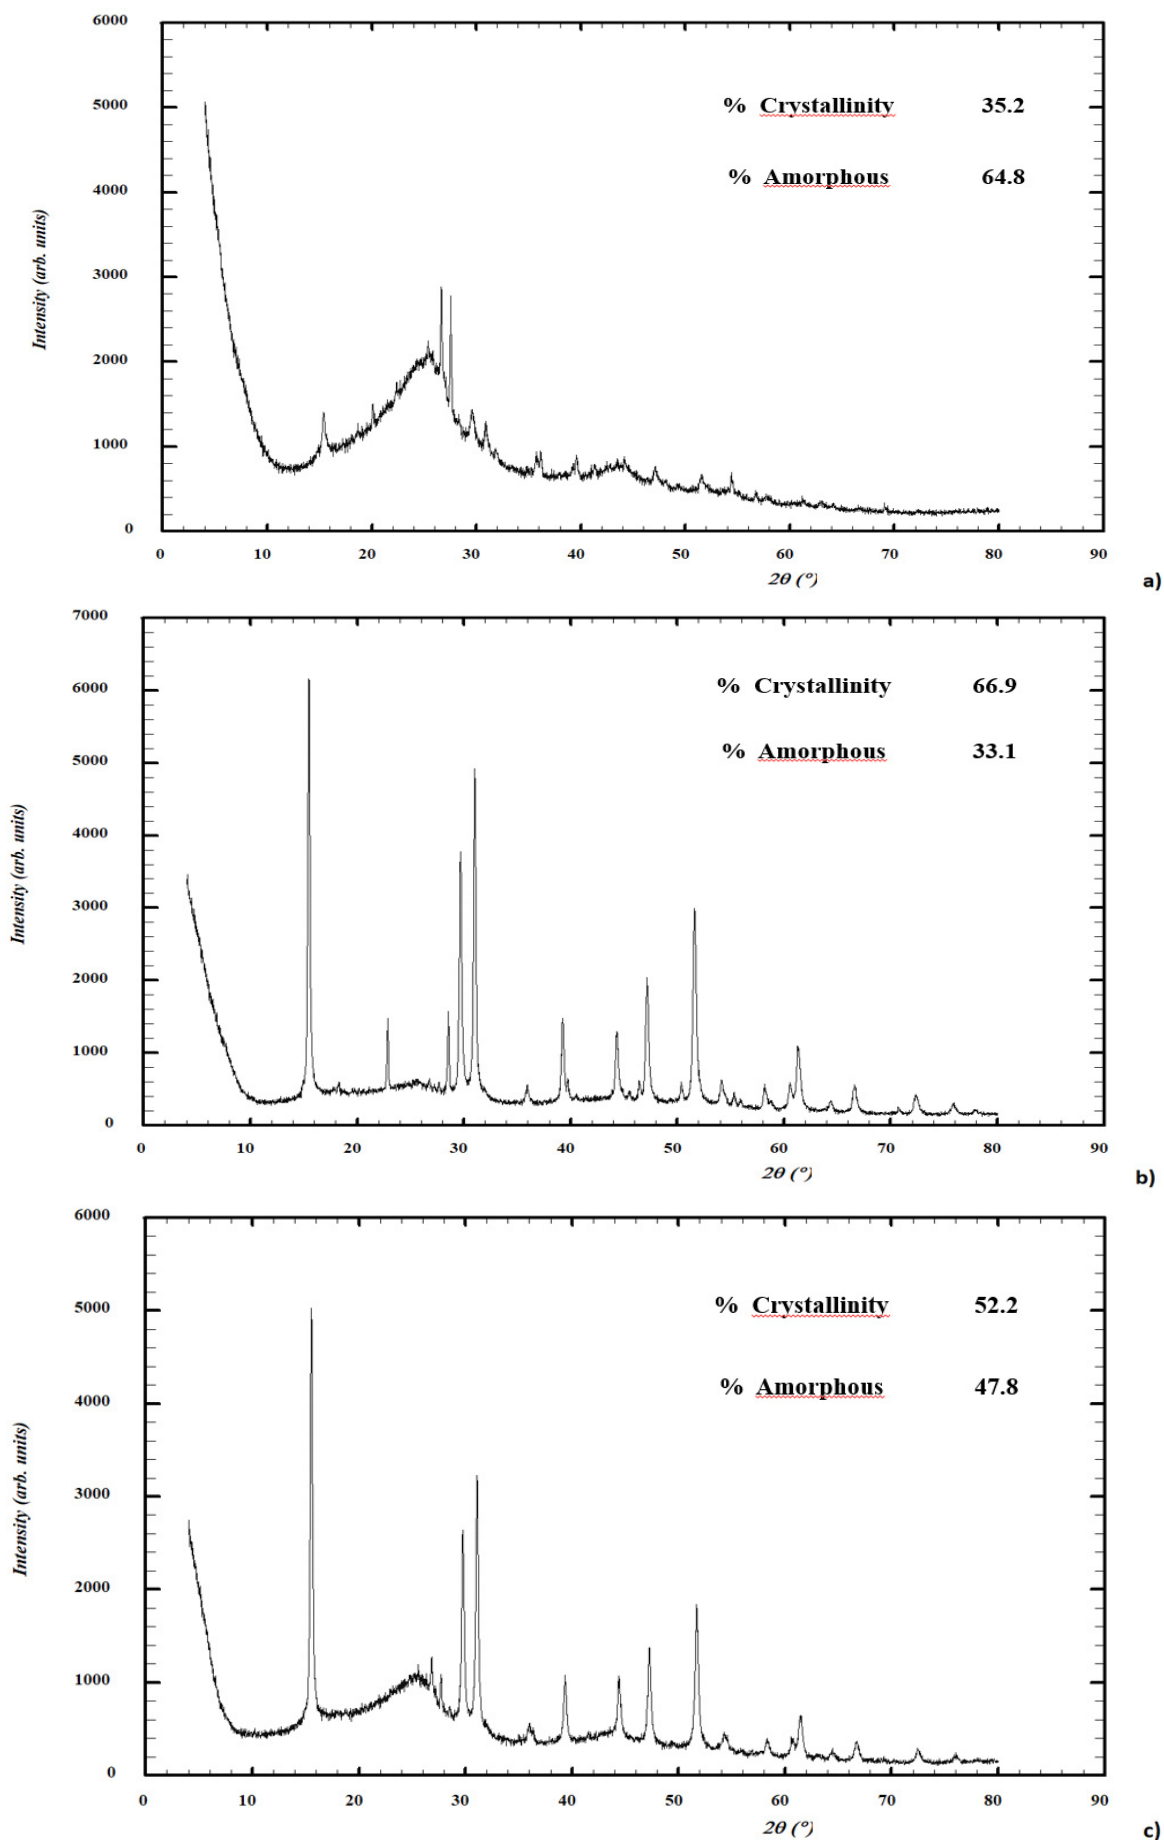 6000
% Crystallinity 35.2
5000
% Amorphous 64.8
4000
Intensity (arb. units)
3000
2000
1000
0
0 10 20 30 40 50 60 70 80 90
2θ (°)
a)
7000
% Crystallinity 66.9
6000
% Amorphous 33.1
5000
4000
Intensity (arb. units)
3000
2000
1000
0
0 10 20 30 40 50 60 70 80 90
2θ (°)
b)
6000
% Crystallinity 52.2
5000
% Amorphous 47.8
4000
Intensity (arb. units)
3000
2000
1000
0
0 10 20 30 40 50 60 70 80 90
2θ (°)
c)